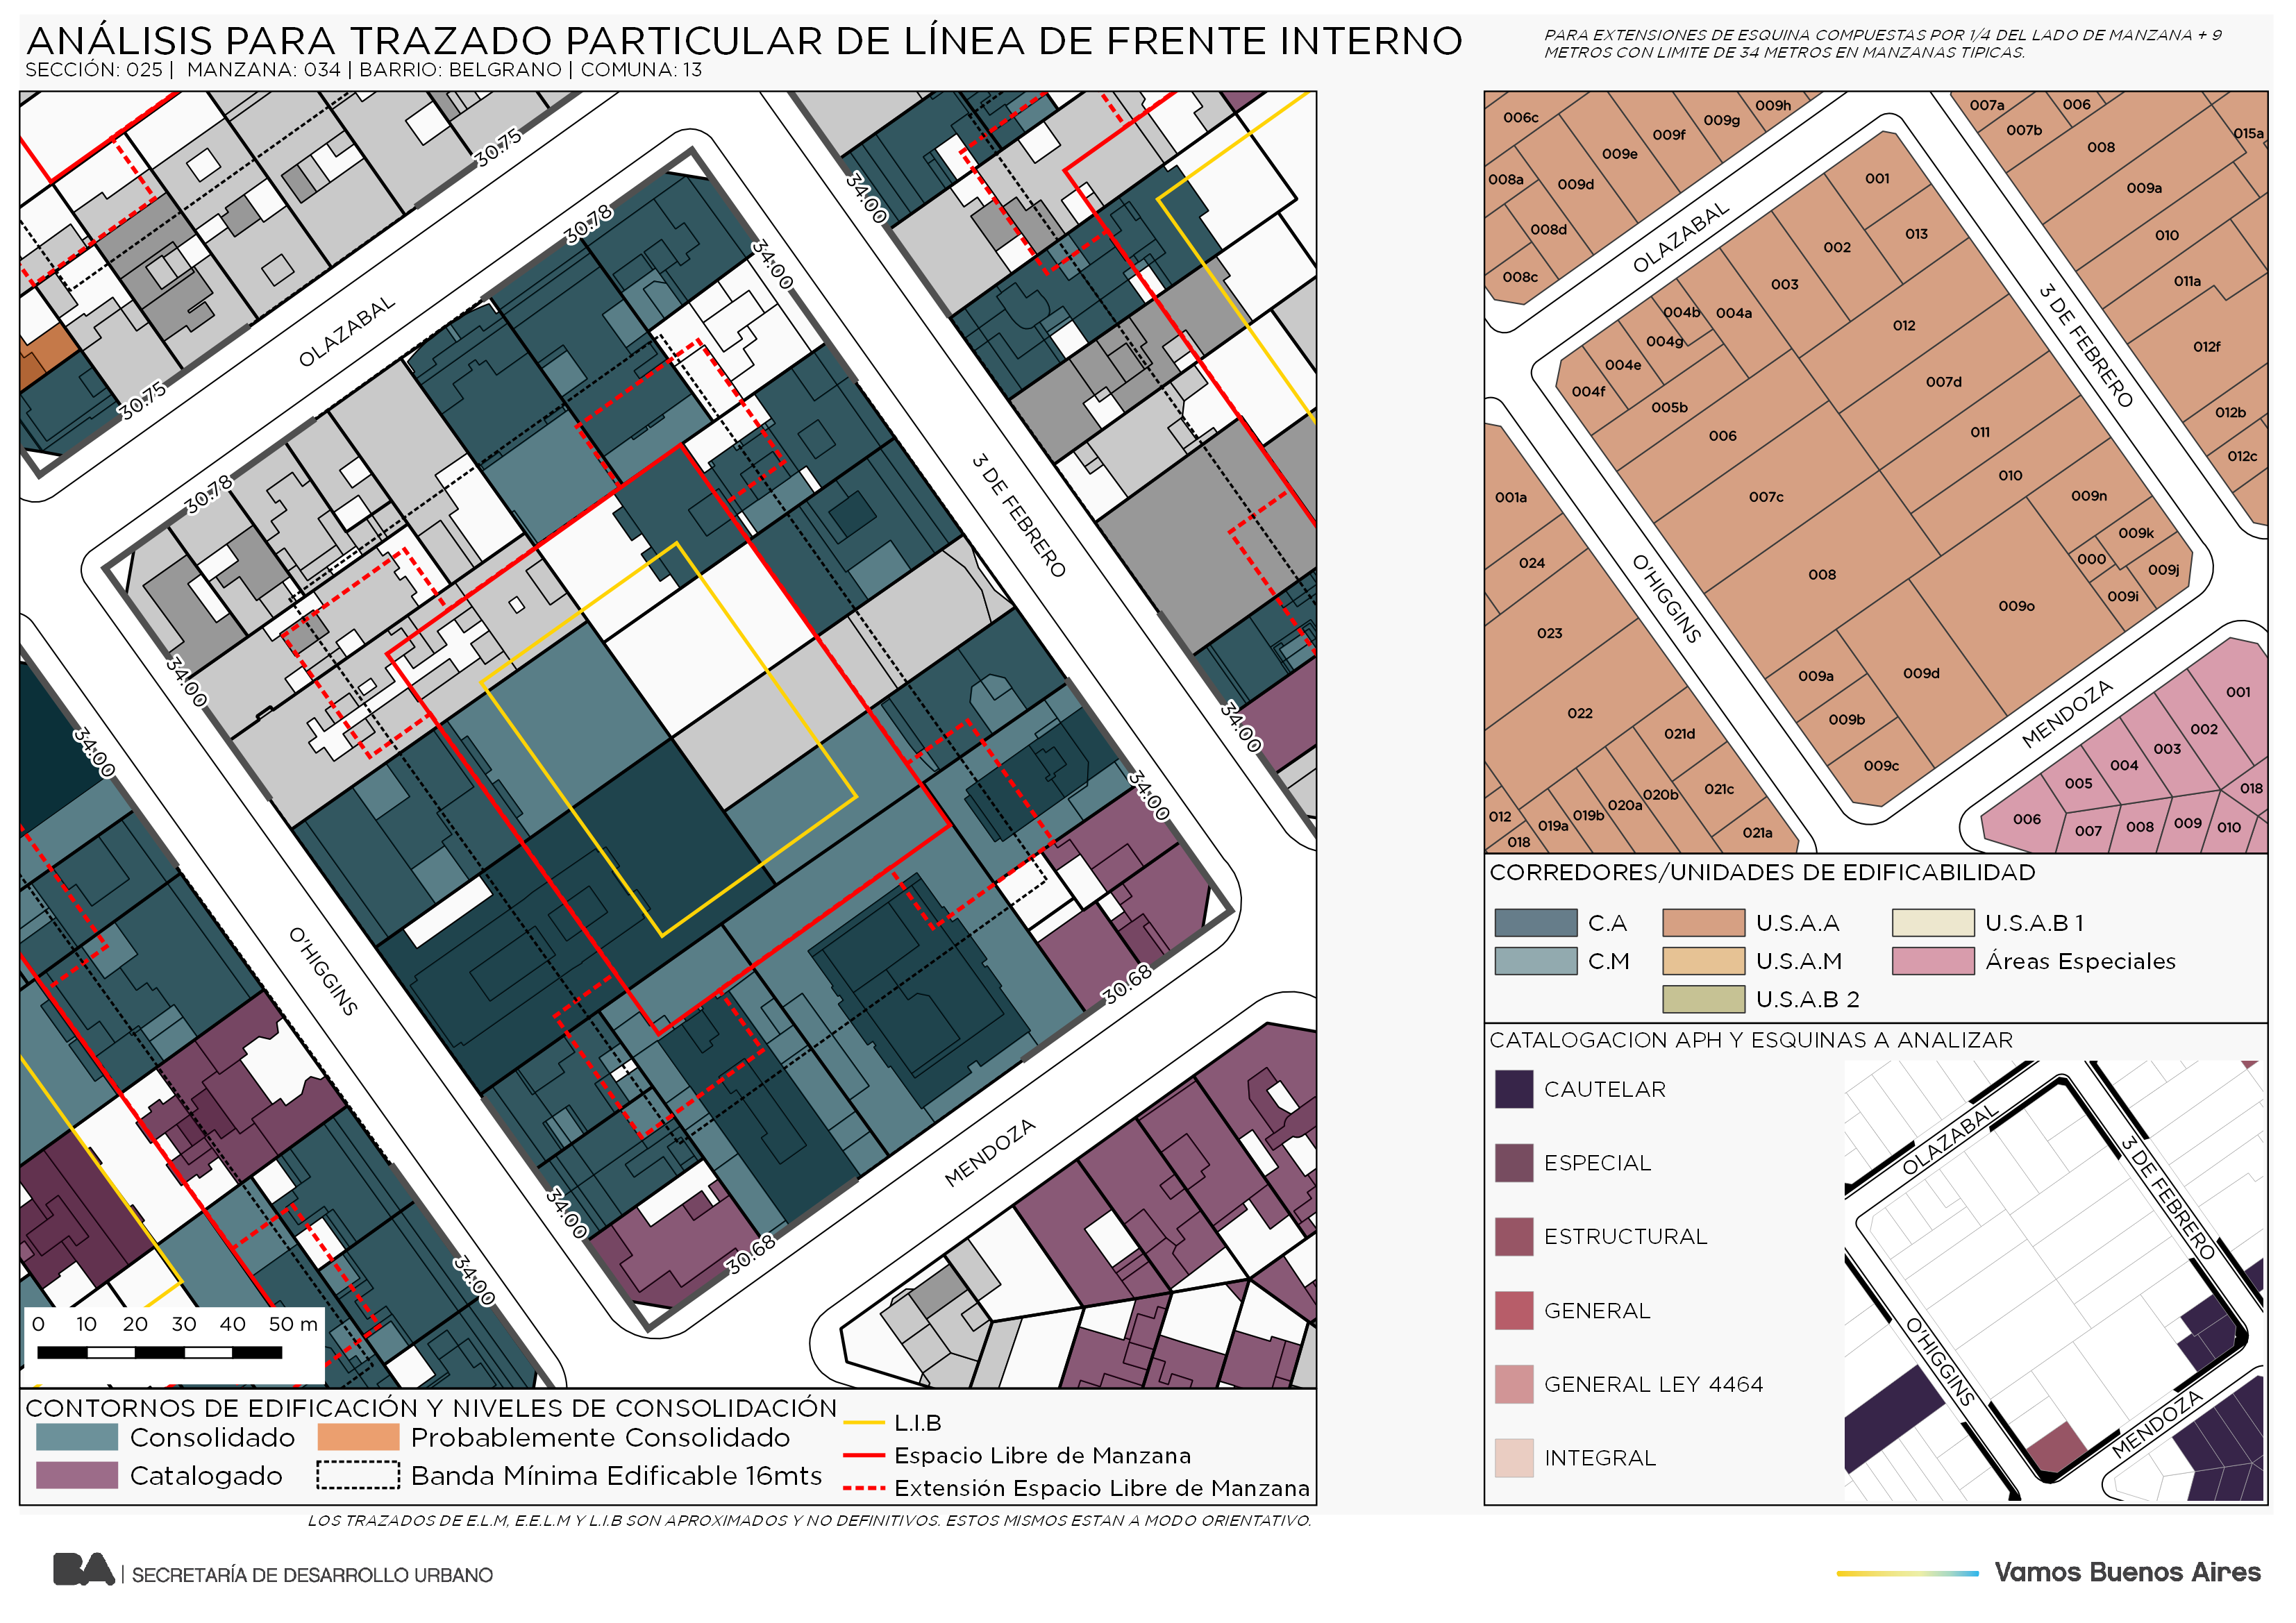 ANÁLISIS PARA TRAZADO PARTICULAR DE LÍNEA DE FRENTE INTERNO
SECCIÓN: 025 | MANZANA: 034 | BARRIO: BELGRANO | COMUNA: 13
PARA EXTENSIONES DE ESQUINA COMPUESTAS POR 1/4 DEL LADO DE MANZANA + 9
METROS CON LIMITE DE 34 METROS EN MANZANAS TIPICAS.
30.75
30.75
OLAZABAL
30.78
30.78
34.00
34.00
3 DE FEBRERO
34.00
34.00
34.00
34.00
O'HIGGINS
34.00
34.00
30.68
30.68
MENDOZA
0 10 20 30 40 50 m
CONTORNOS DE EDIFICACIÓN Y NIVELES DE CONSOLIDACIÓN
Consolidado
Catalogado
Probablemente Consolidado
Banda Mínima Edificable 16mts
L.I.B
Espacio Libre de Manzana
Extensión Espacio Libre de Manzana
LOS TRAZADOS DE E.L.M, E.E.L.M Y L.I.B SON APROXIMADOS Y NO DEFINITIVOS. ESTOS MISMOS ESTAN A MODO ORIENTATIVO.
006c
009h
009g
009f
009e
009d
008a
008d
008c
007a
006
007b
008
015a
009a
010
011a
012f
012b
012c
OLAZABAL
3 DE FEBRERO
O'HIGGINS
MENDOZA
001
013
002
003
004b
004a
004g
004e
004f
005b
012
006
007d
011
007c
010
009n
009k
000
009j
009i
008
009o
009a
009d
009b
009c
001a
024
023
022
021d
021c
020b
020a
019b
019a
012
018
021a
001
002
003
004
005
006
007
008
009
010
018
CORREDORES/UNIDADES DE EDIFICABILIDAD
C.A
C.M
U.S.A.A
U.S.A.M
U.S.A.B 2
U.S.A.B 1
Áreas Especiales
CATALOGACION APH Y ESQUINAS A ANALIZAR
CAUTELAR
ESPECIAL
ESTRUCTURAL
GENERAL
GENERAL LEY 4464
INTEGRAL
OLAZABAL
3 DE FEBRERO
O'HIGGINS
MENDOZA
BA | SECRETARÍA DE DESARROLLO URBANO
Vamos Buenos Aires